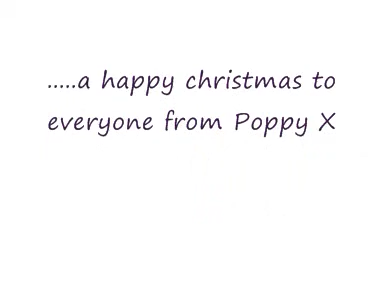 .....a happy christmas to
everyone from Poppy X